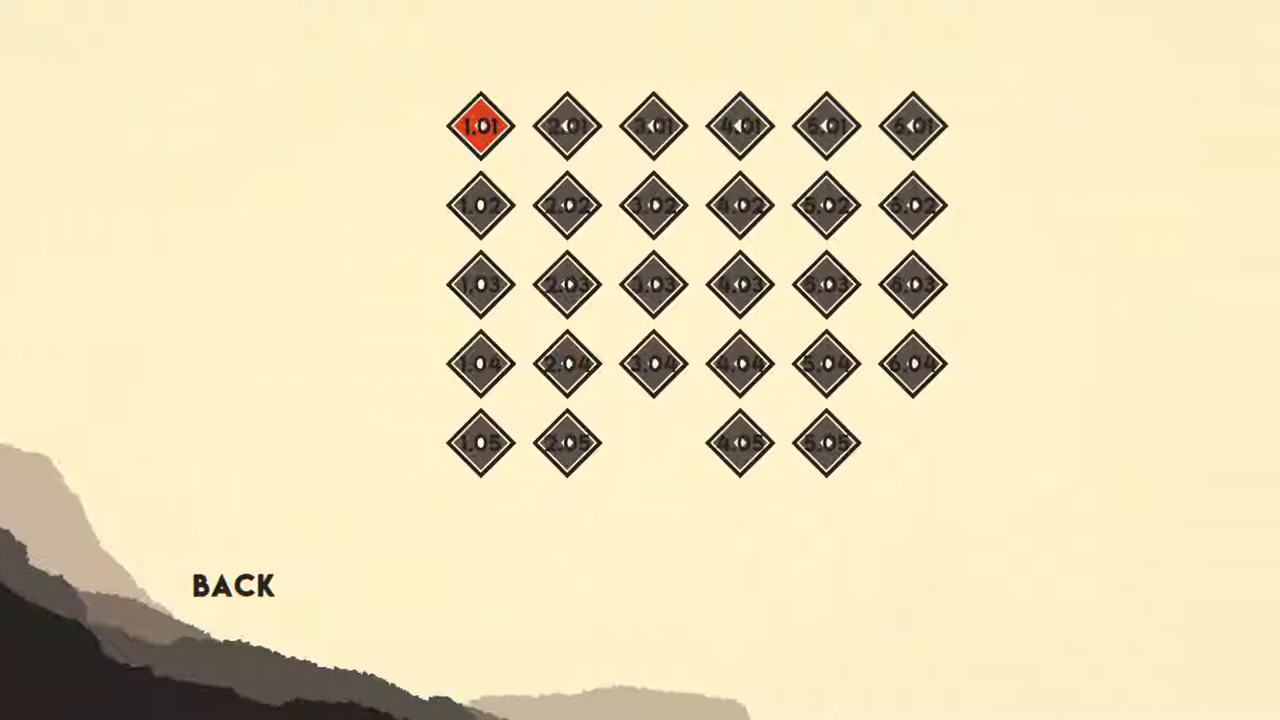 1.01 2.01 3.01 4.01 5.01 6.01
1.02 2.02 3.02 4.02 5.02 6.02
1.03 2.03 3.03 4.03 5.03 6.03
1.04 2.04 3.04 4.04 5.04 6.04
1.05 2.05 4.05 5.05
BACK